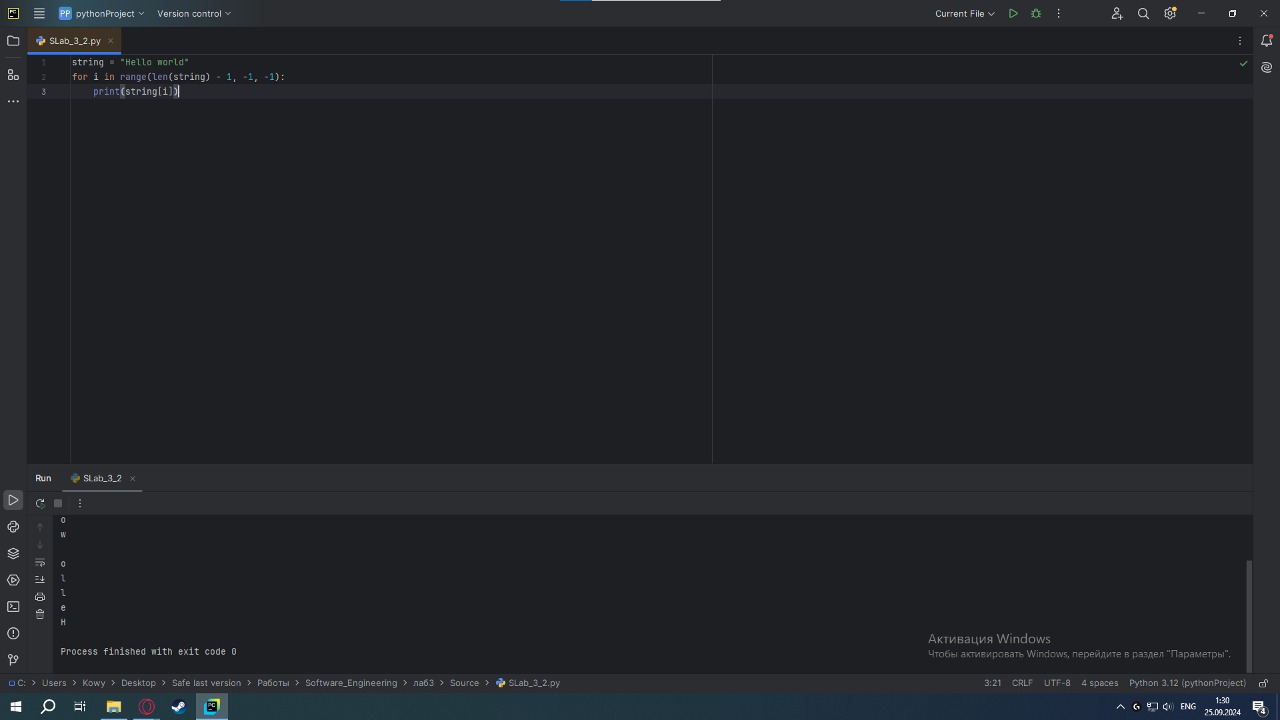 PC PP pythonProject Version control Current File
SLab_3_2.py
1 string = "Hello world"
2 for i in range(len(string) - 1, -1, -1):
3 print(string[i])
Run SLab_3_2
o
w
o
l
l
e
H
Process finished with exit code 0
Активация Windows
Чтобы активировать Windows, перейдите в раздел "Параметры".
C: Users Kowy Desktop Safe last version Работы Software_Engineering лаб3 Source SLab_3_2.py 3:21 CRLF UTF-8 4 spaces Python 3.12 (pythonProject)
PC 1:30
25.09.2024